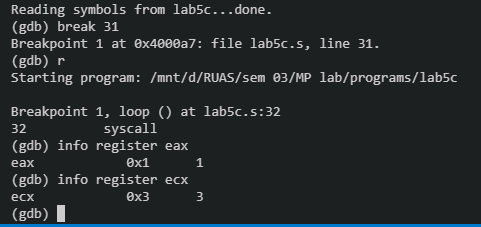 Reading symbols from lab5c...done.
(gdb) break 31
Breakpoint 1 at 0x4000a7: file lab5c.s, line 31.
(gdb) r
Starting program: /mnt/d/RUAS/sem 03/MP lab/programs/lab5c

Breakpoint 1, loop () at lab5c.s:32
32          syscall
(gdb) info register eax
eax            0x1      1
(gdb) info register ecx
ecx            0x3      3
(gdb)